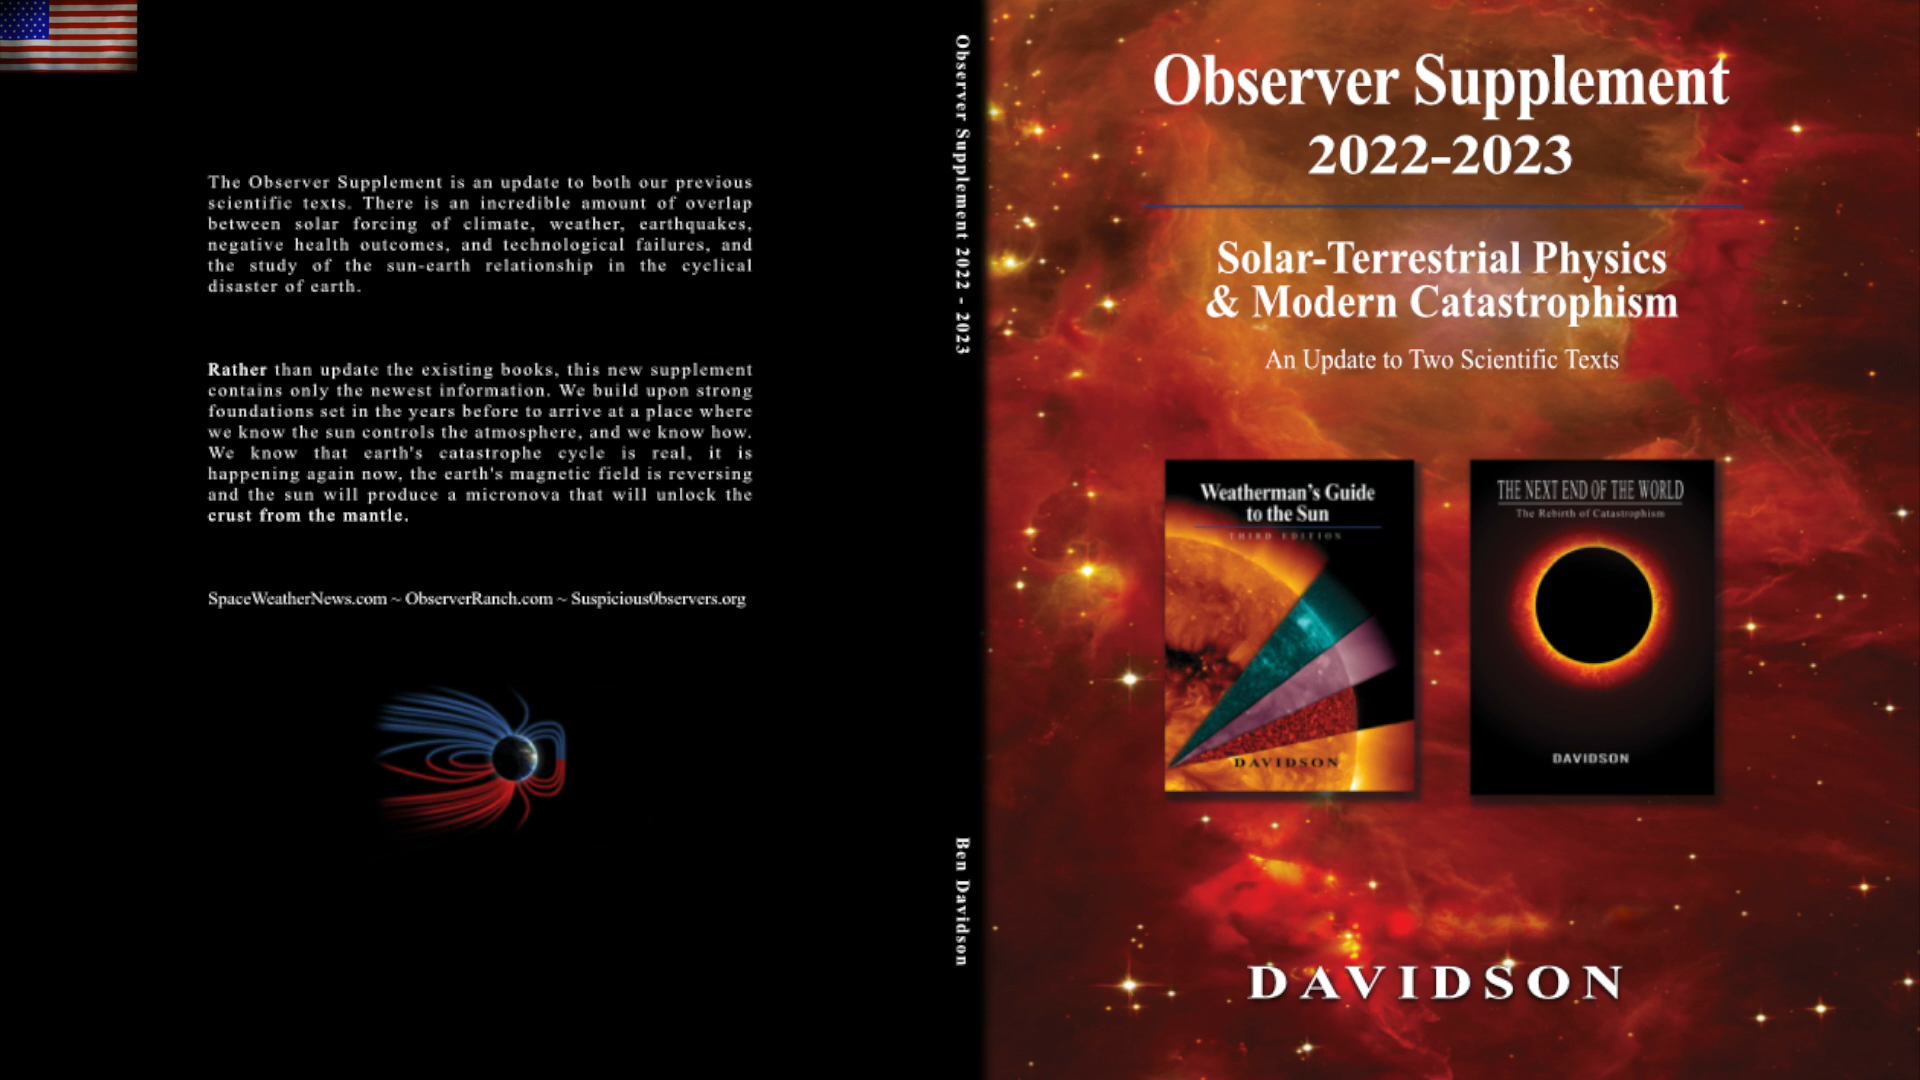 The Observer Supplement is an update to both our previous
scientific texts. There is an incredible amount of overlap
between solar forcing of climate, weather, earthquakes,
negative health outcomes, and technological failures, and
the study of the sun-earth relationship in the cyclical
disaster of earth.
Rather than update the existing books, this new supplement
contains only the newest information. We build upon strong
foundations set in the years before to arrive at a place where
we know the sun controls the atmosphere, and we know how.
We know that earth's catastrophe cycle is real, it is
happening again now, the earth's magnetic field is reversing
and the sun will produce a micronova that will unlock the
crust from the mantle.
SpaceWeatherNews.com ~ ObserverRanch.com ~ Suspicious0bservers.org
Observer Supplement 2022 - 2023
Ben Davidson
Observer Supplement
2022-2023
Solar-Terrestrial Physics
& Modern Catastrophism
An Update to Two Scientific Texts
Weatherman's Guide
to the Sun
THIRD EDITION
DAVIDSON
THE NEXT END OF THE WORLD
The Rebirth of Catastrophism
DAVIDSON
DAVIDSON